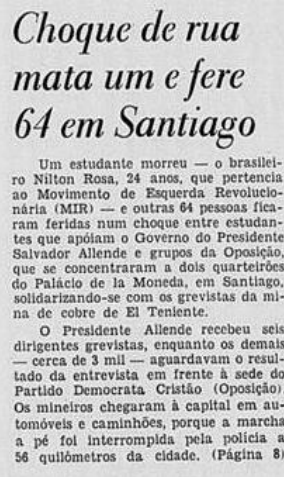 Choque de rua
mata um e fere
64 em Santiago
Um estudante morreu — o brasilei-
ro Nilton Rosa, 24 anos, que pertencia
ao Movimento de Esquerda Revolucio-
nária (MIR) — e outras 64 pessoas fica-
ram feridas num choque entre estudan-
tes que apóiam o Governo do Presidente
Salvador Allende e grupos da Oposição,
que se concentraram a dois quarteirões
do Palácio de la Moneda, em Santiago,
solidarizando-se com os grevistas da mi-
na de cobre de El Teniente.
O Presidente Allende recebeu seis
dirigentes grevistas, enquanto os demais
— cerca de 3 mil — aguardavam o resul-
tado da entrevista em frente à sede do
Partido Democrata Cristão (Oposição)
Os mineiros chegaram à capital em au-
tomóveis e caminhões, porque a marcha
a pé foi interrompida pela polícia a
56 quilômetros da cidade. (Página 8)